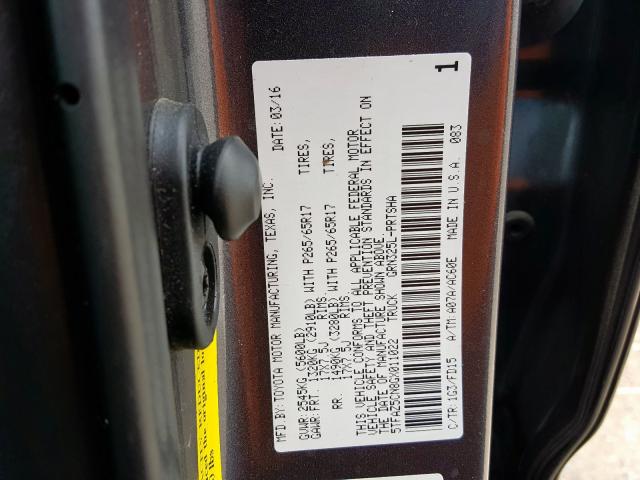 MFD.BY: TOYOTA MOTOR MANUFACTURING, TEXAS, INC. DATE: 03/16
GVWR: 2545KG (5600LB)
GAWR: FRT. 1320KG (2910LB) WITH P265/65R17 TIRES,
17X7.5J RIMS,
RR. 1490KG (3280LB) WITH P265/65R17 TIRES,
17X7.5J RIMS,
THIS VEHICLE CONFORMS TO ALL APPLICABLE FEDERAL MOTOR
VEHICLE SAFETY AND THEFT PREVENTION STANDARDS IN EFFECT ON
THE DATE OF MANUFACTURE SHOWN ABOVE.
5TFAZ5CN8GX011022 TRUCK GRN325L-PRTSHA
C/TR: 1G3/FD15 A/TM: A07A/AC60E MADE IN U.S.A. 083
1